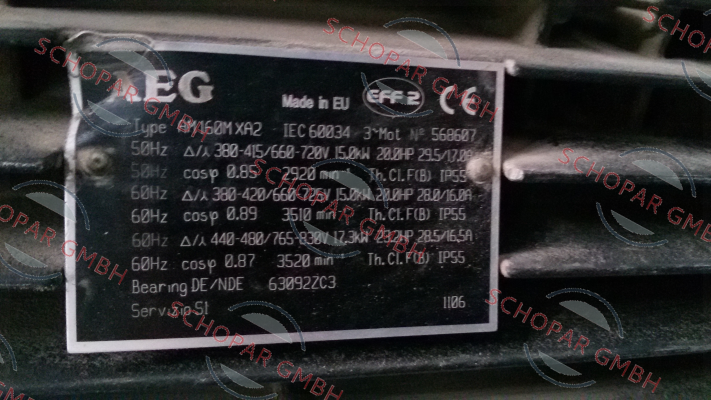 AEG
Made in EU EFF 2 CE
Type AM160M XA2 IEC 60034 3~Mot N° 568607
50Hz Δ/⅄ 380-415/660-720V 15.0kW 20.0HP 29.5/17.0A
50Hz cosφ 0.85 2920 min⁻¹ Th.Cl.F(B) IP55
60Hz Δ/⅄ 380-420/660-725V 15.0kW 20.0HP 28.0/16.0A
60Hz cosφ 0.89 3510 min⁻¹ Th.Cl.F(B) IP55
60Hz Δ/⅄ 440-480/765-830V 17.3kW 23.2HP 28.5/16.5A
60Hz cosφ 0.87 3520 min⁻¹ Th.Cl.F(B) IP55
Bearing DE/NDE 63092ZC3
Servizio S1 1106
SCHOPAR GMBH
SCHOPAR GMBH
SCHOPAR GMBH
SCHOPAR GMBH
SCHOPAR GMBH
SCHOPAR GMBH